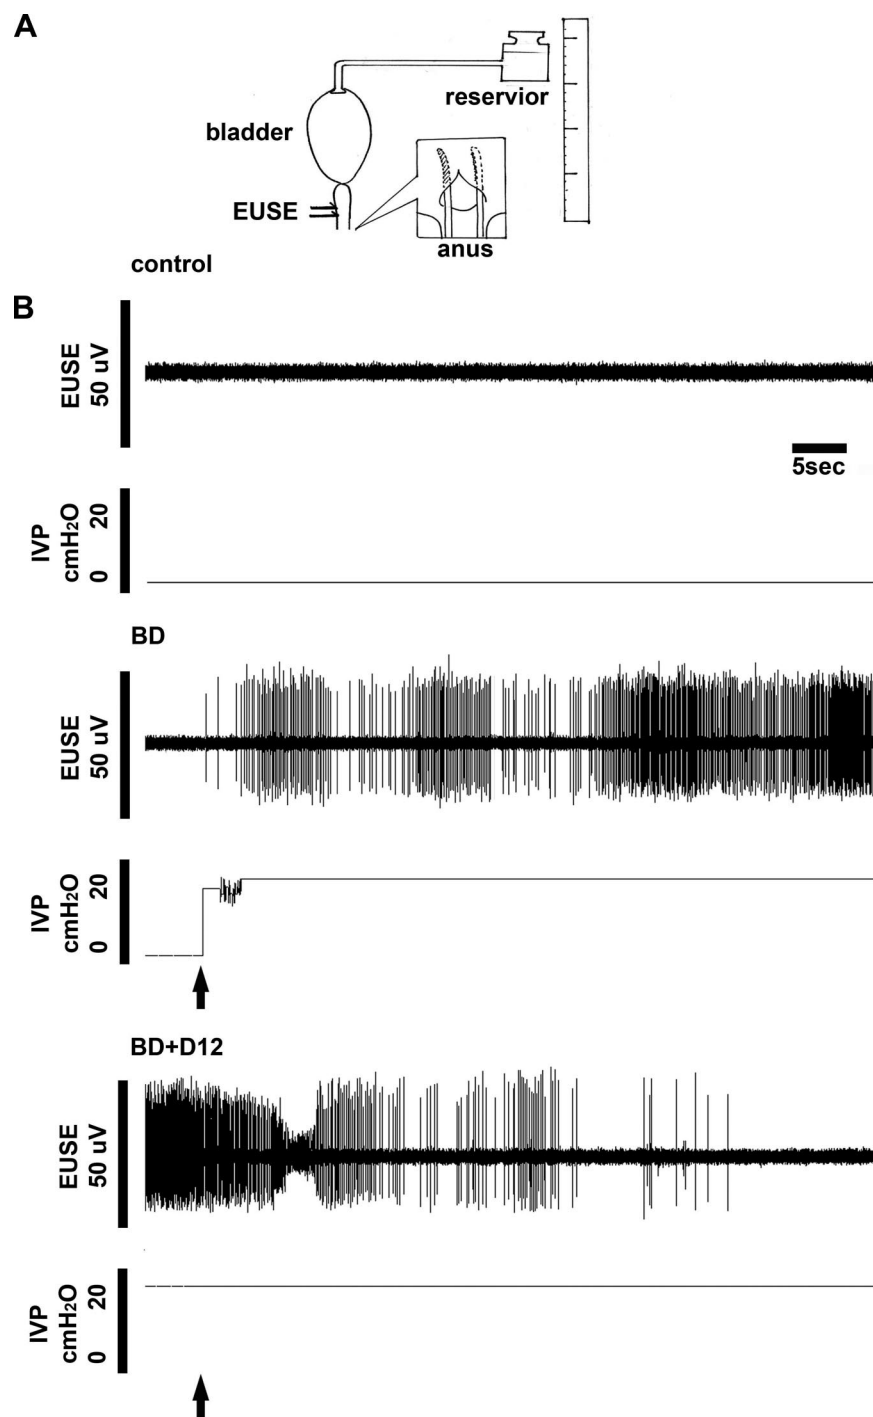 A
reservior
bladder
EUSE
anus
control
B
EUSE
50 uV
5sec
IVP
cmH2O
0 20
BD
EUSE
50 uV
IVP
cmH2O
0 20
BD+D12
EUSE
50 uV
IVP
cmH2O
0 20